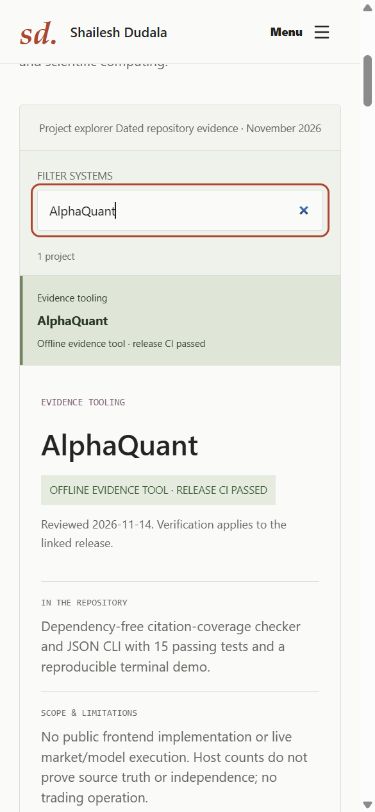 sd. Shailesh Dudala Menu
and scientific computing.
Project explorer Dated repository evidence · November 2026
FILTER SYSTEMS
AlphaQuant
1 project
Evidence tooling
AlphaQuant
Offline evidence tool · release CI passed
EVIDENCE TOOLING
AlphaQuant
OFFLINE EVIDENCE TOOL · RELEASE CI PASSED
Reviewed 2026-11-14. Verification applies to the
linked release.
IN THE REPOSITORY
Dependency-free citation-coverage checker
and JSON CLI with 15 passing tests and a
reproducible terminal demo.
SCOPE & LIMITATIONS
No public frontend implementation or live
market/model execution. Host counts do not
prove source truth or independence; no
trading operation.